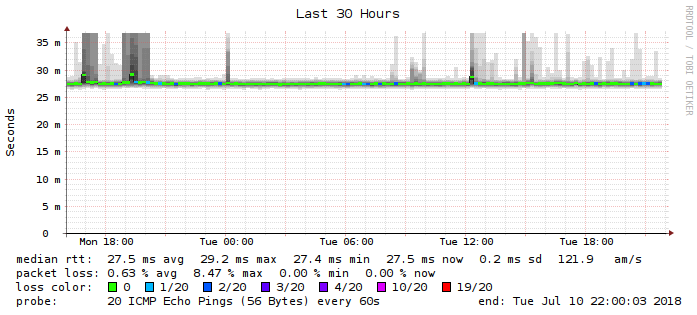 Last 30 Hours
RRDTOOL / TOBI OETIKER
Seconds
35 m
30 m
25 m
20 m
15 m
10 m
5 m
0
Mon 18:00 Tue 00:00 Tue 06:00 Tue 12:00 Tue 18:00
median rtt: 27.5 ms avg 29.2 ms max 27.4 ms min 27.5 ms now 0.2 ms sd 121.9 am/s
packet loss: 0.63 % avg 8.47 % max 0.00 % min 0.00 % now
loss color: 0 1/20 2/20 3/20 4/20 10/20 19/20
probe: 20 ICMP Echo Pings (56 Bytes) every 60s end: Tue Jul 10 22:00:03 2018